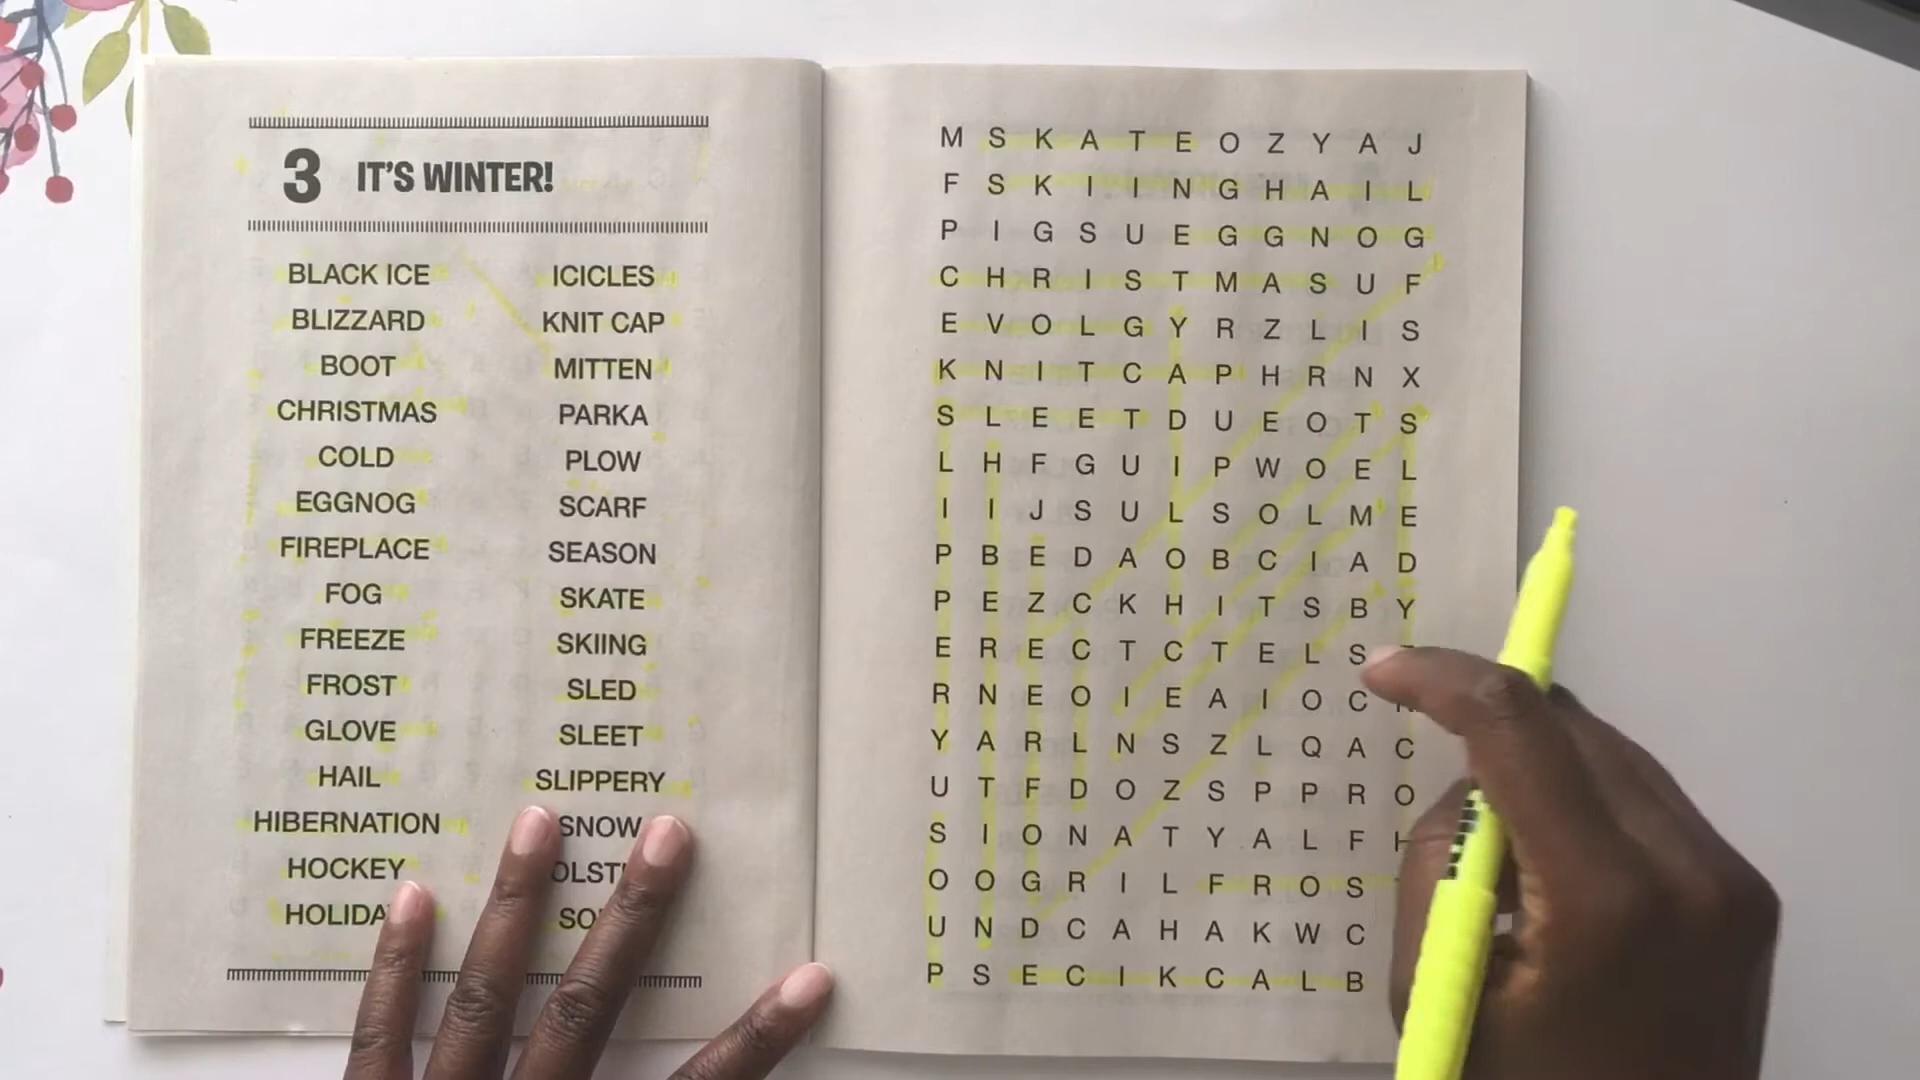 3 IT'S WINTER!
BLACK ICE
BLIZZARD
BOOT
CHRISTMAS
COLD
EGGNOG
FIREPLACE
FOG
FREEZE
FROST
GLOVE
HAIL
HIBERNATION
HOCKEY
ICICLES
KNIT CAP
MITTEN
PARKA
PLOW
SCARF
SEASON
SKATE
SKIING
SLED
SLEET
SLIPPERY
SNOW
M S K A T E O Z Y A J
F S K I I N G H A I L
P I G S U E G G N O G
C H R I S T M A S U F
E V O L G Y R Z L I S
K N I T C A P H R N X
S L E E T D U E O T S
L H F G U I P W O E L
I I J S U L S O L M E
P B E D A O B C I A D
P E Z C K H I T S B Y
E R E C T C T E L S
R N E O I E A I O C
Y A R L N S Z L Q A C
U T F D O Z S P P R O
S I O N A T Y A L F
O O G R I L F R O S
U N D C A H A K W C
P S E C I K C A L B